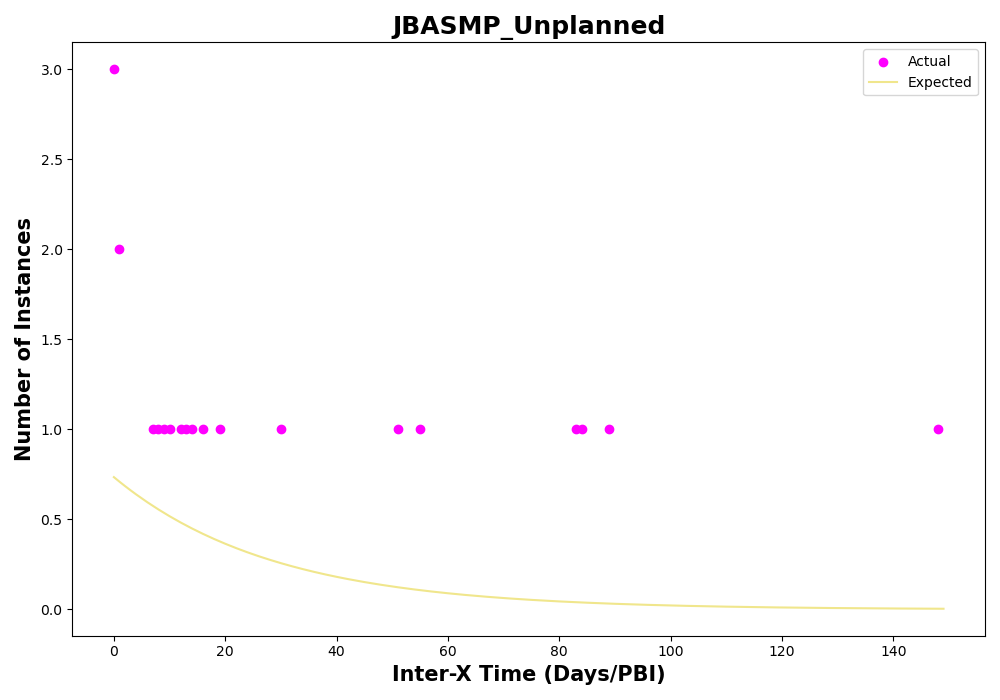 JBASMP_Unplanned
Actual
Expected
3.0
2.5
2.0
1.5
1.0
0.5
0.0
Number of Instances
0 20 40 60 80 100 120 140
Inter-X Time (Days/PBI)